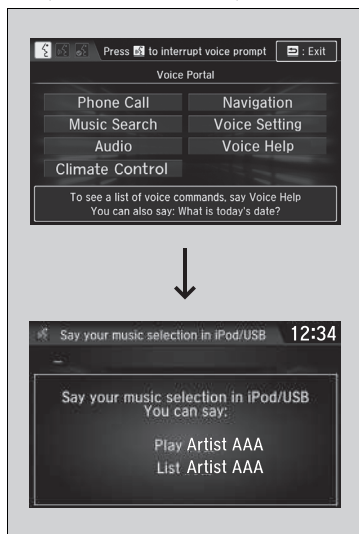 Press to interrupt voice prompt : Exit
Voice Portal
Phone Call Navigation
Music Search Voice Setting
Audio Voice Help
Climate Control
To see a list of voice commands, say Voice Help
You can also say: What is today's date?
Say your music selection in iPod/USB 12:34
Say your music selection in iPod/USB
You can say:
Play Artist AAA
List Artist AAA